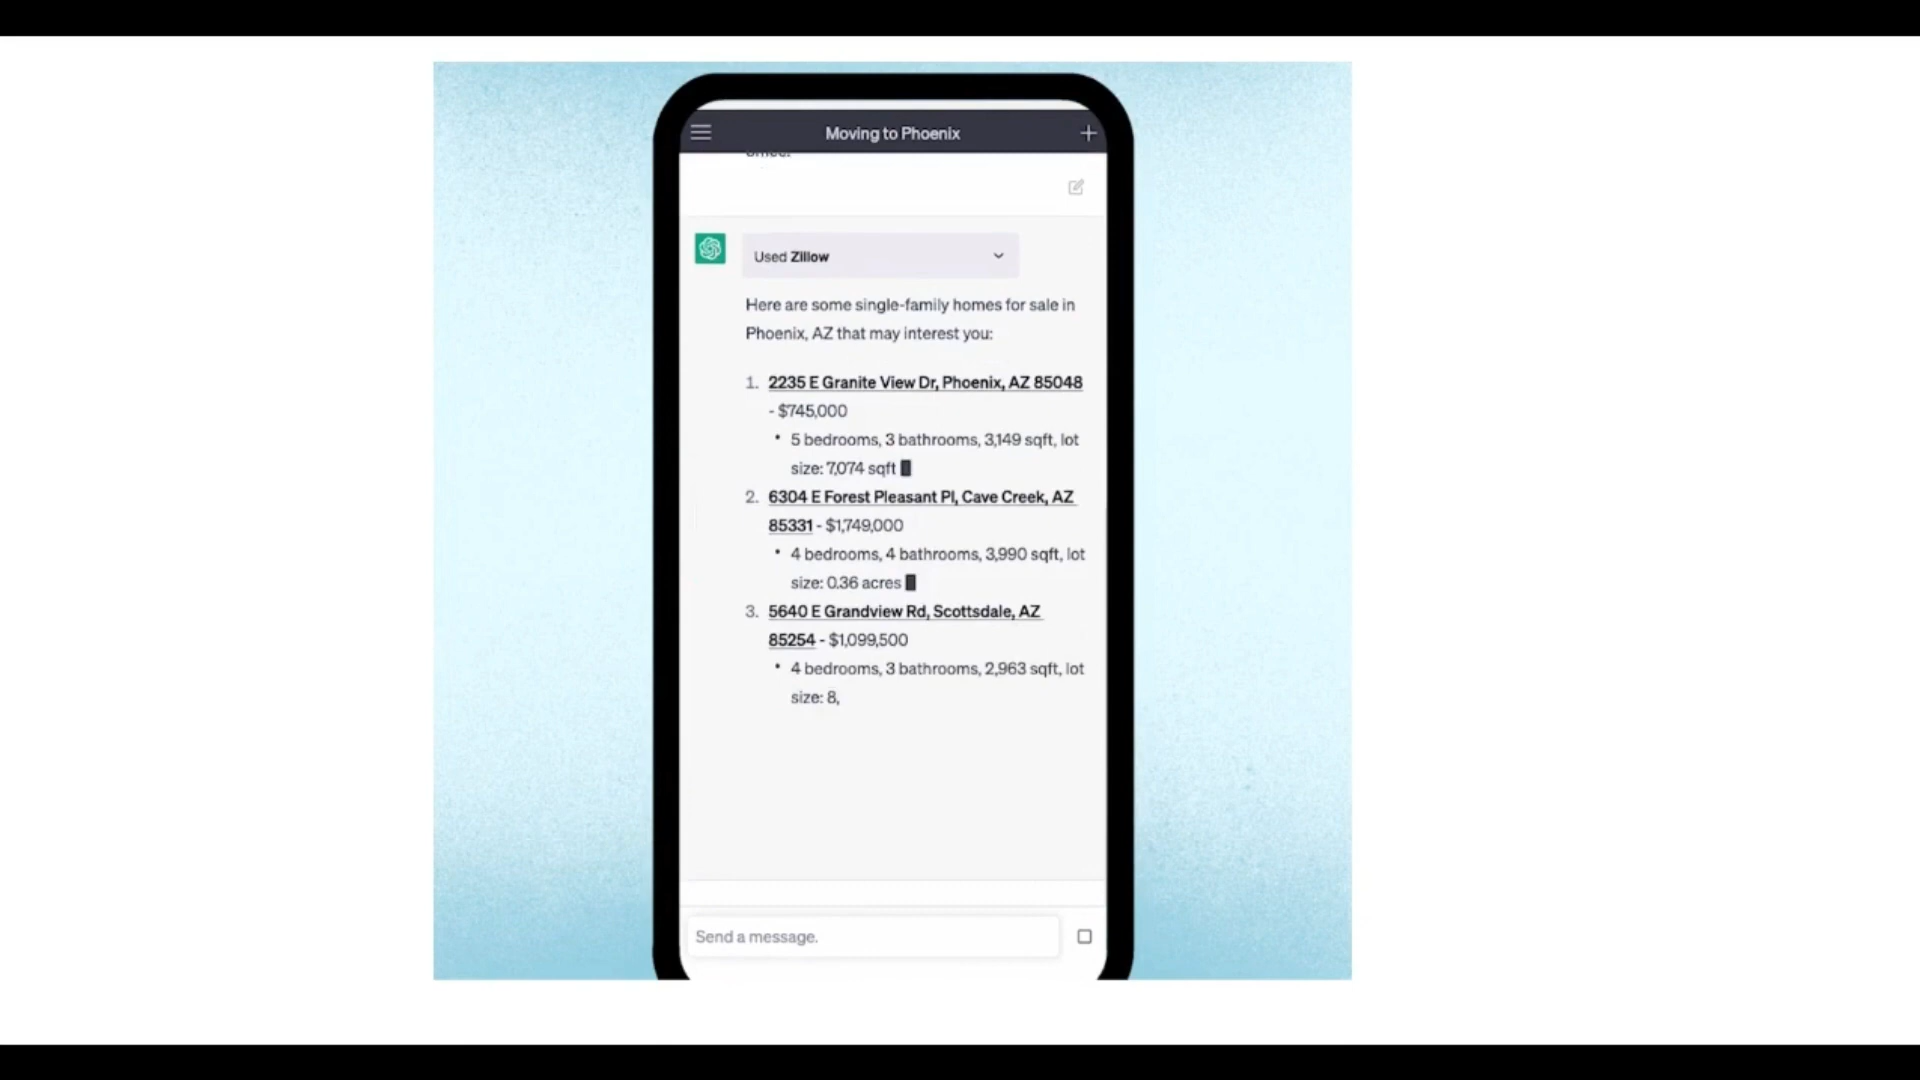 Moving to Phoenix
Used Zillow
Here are some single-family homes for sale in
Phoenix, AZ that may interest you:
1. 2235 E Granite View Dr, Phoenix, AZ 85048
- $745,000
• 5 bedrooms, 3 bathrooms, 3,149 sqft, lot
size: 7,074 sqft
2. 6304 E Forest Pleasant Pl, Cave Creek, AZ
85331 - $1,749,000
• 4 bedrooms, 4 bathrooms, 3,990 sqft, lot
size: 0.36 acres
3. 5640 E Grandview Rd, Scottsdale, AZ
85254 - $1,099,500
• 4 bedrooms, 3 bathrooms, 2,963 sqft, lot
size: 8,
Send a message.